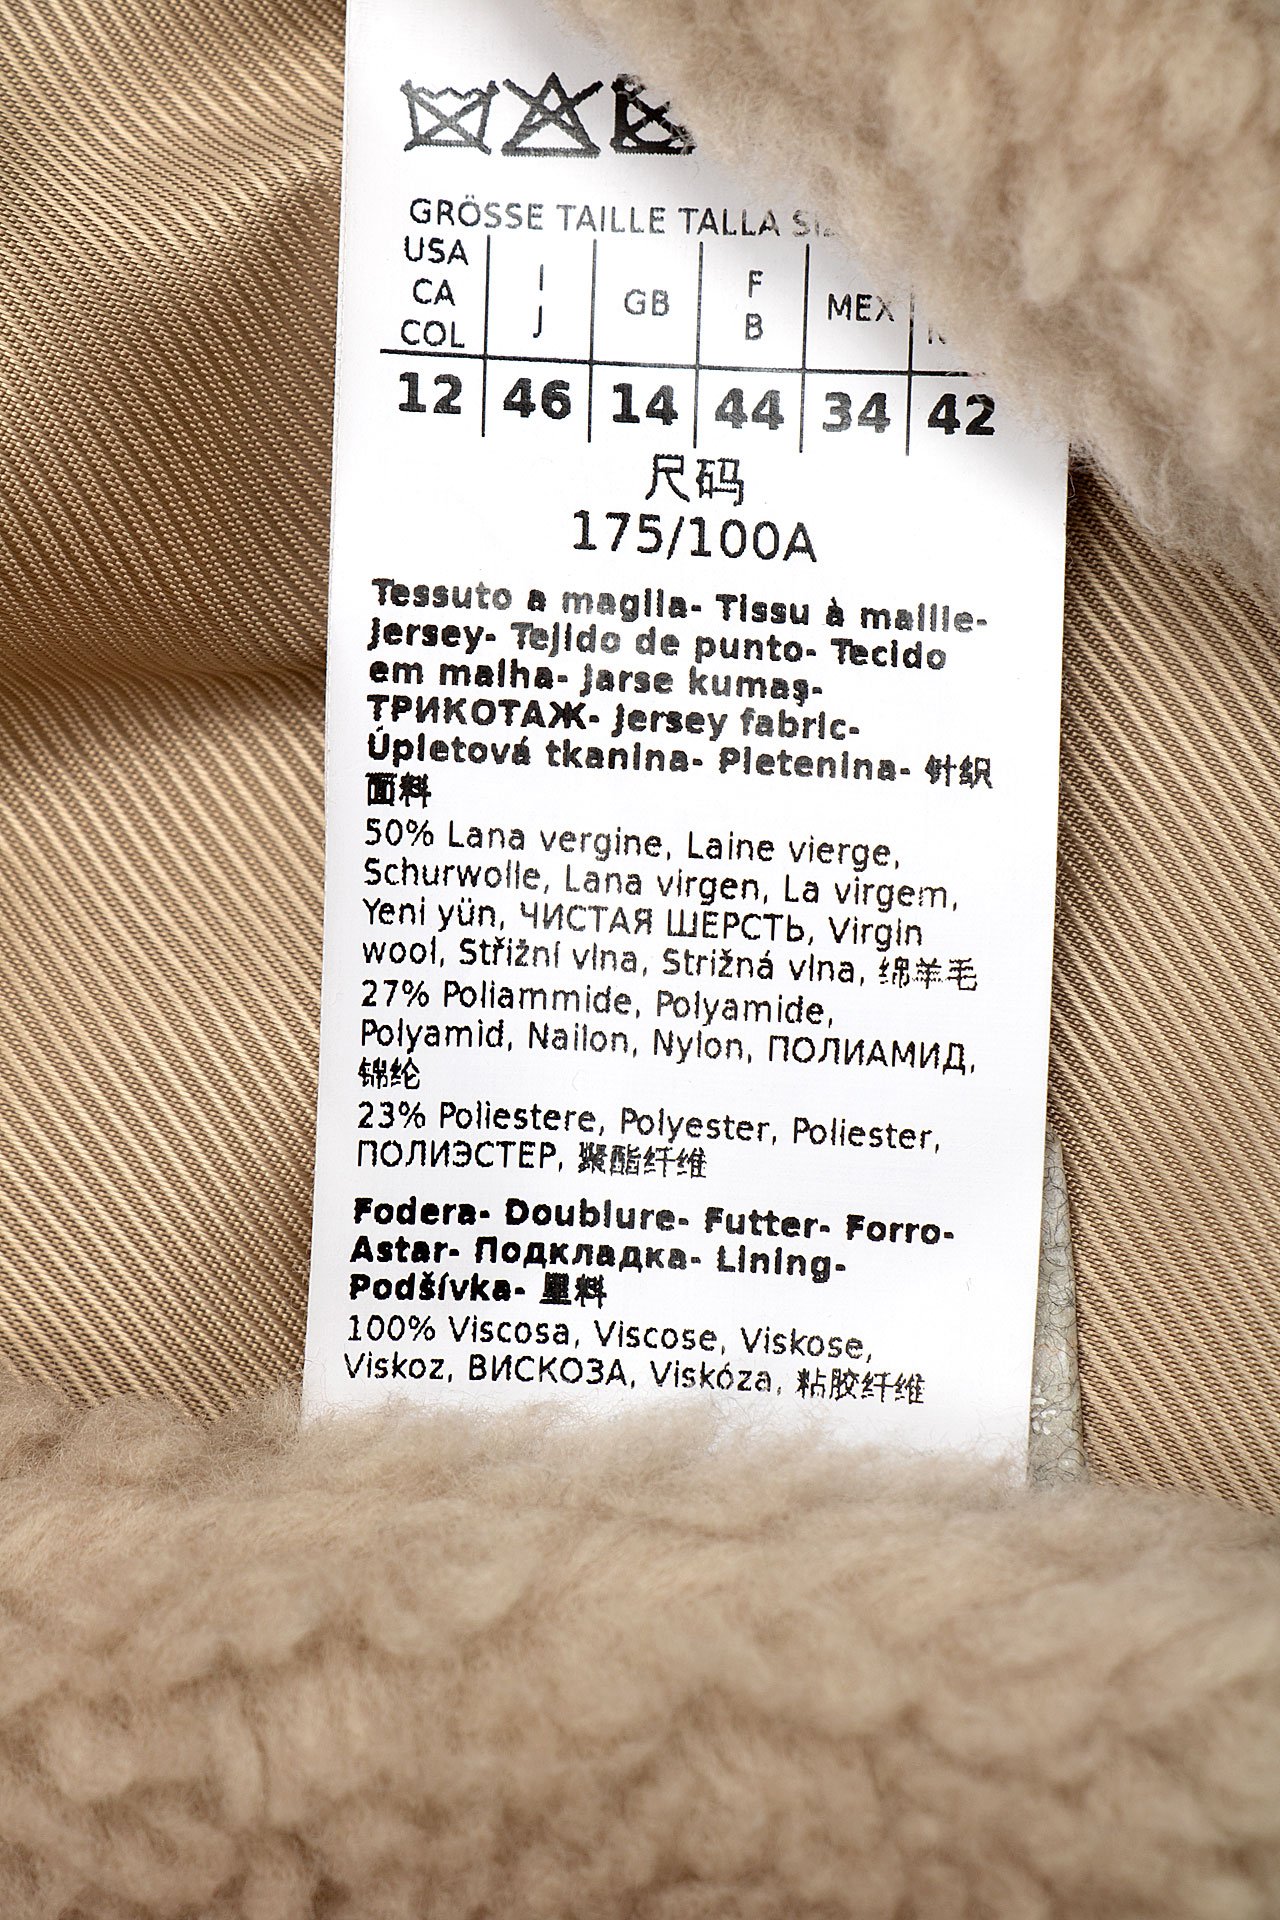 GRÖSSE TAILLE TALLA
USA CA COL | I J | GB | F B | MEX
12 | 46 | 14 | 44 | 34 | 42
尺码
175/100A
Tessuto a maglia- Tissu à maille-
Jersey- Tejido de punto- Tecido
em malha- Jarse kumaş-
ТРИКОТАЖ- Jersey fabric-
Úpletová tkanina- Pletenina- 针织
面料
50% Lana vergine, Laine vierge,
Schurwolle, Lana virgen, La virgem,
Yeni yün, ЧИСТАЯ ШЕРСТЬ, Virgin
wool, Střižní vlna, Strižná vlna, 绵羊毛
27% Poliammide, Polyamide,
Polyamid, Nailon, Nylon, ПОЛИАМИД,
锦纶
23% Poliestere, Polyester, Poliester,
ПОЛИЭСТЕР, 聚酯纤维
Fodera- Doublure- Futter- Forro-
Astar- Подкладка- Lining-
Podšívka- 里料
100% Viscosa, Viscose, Viskose,
Viskoz, ВИСКОЗА, Viskóza, 粘胶纤维